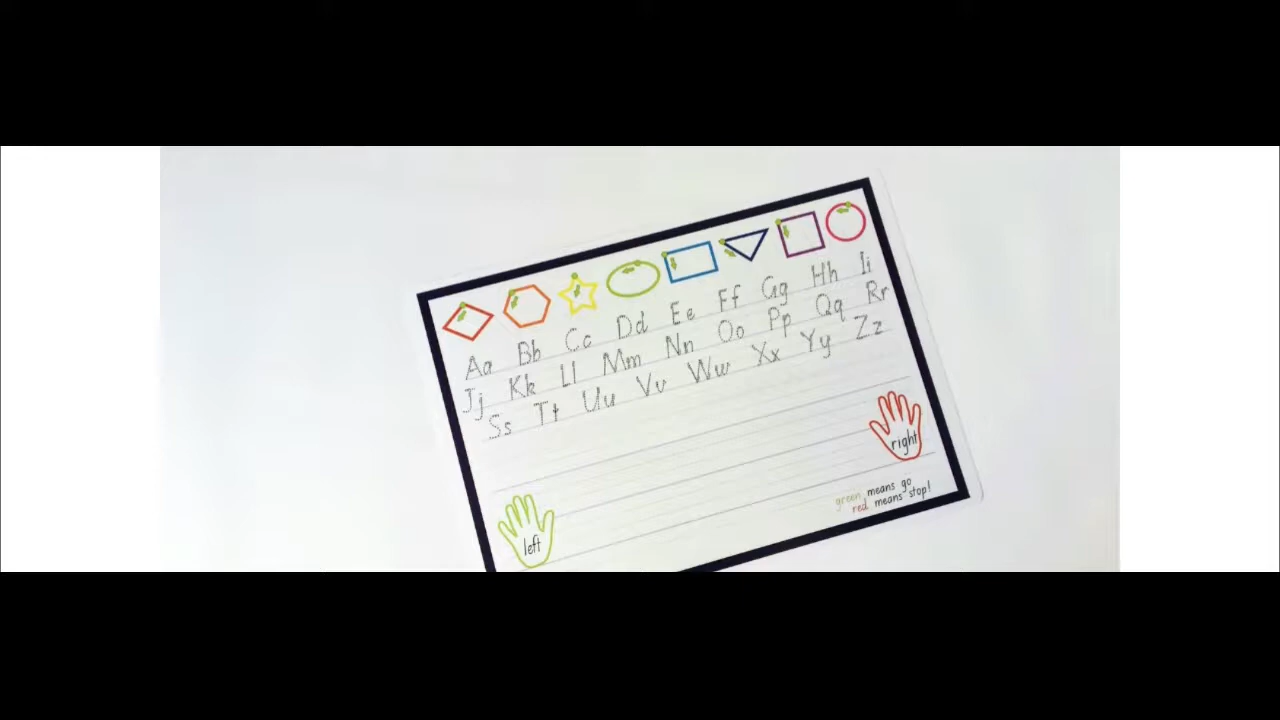 Aa Bb Cc Dd Ee Ff Gg Hh Ii
Jj Kk Ll Mm Nn Oo Pp Qq Rr
Ss Tt Uu Vv Ww Xx Yy Zz
left
right
green means go
red means stop!